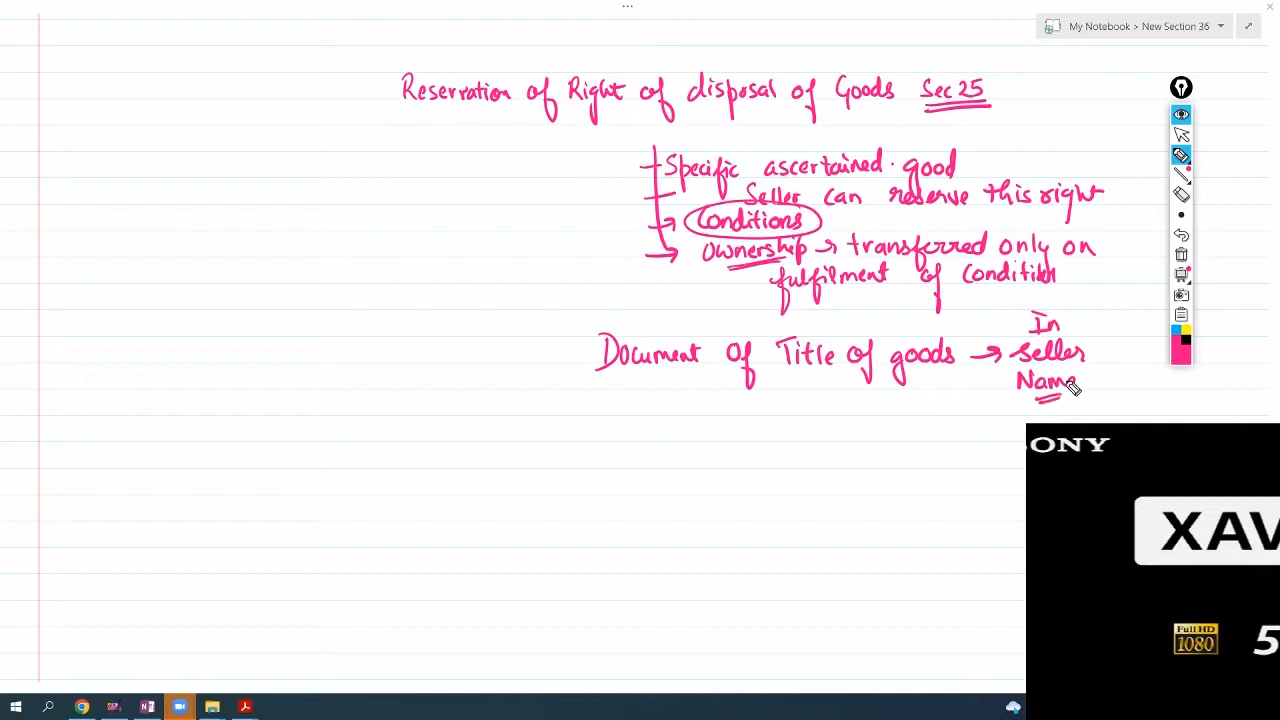 My Notebook > New Section 36
Reservation of Right of disposal of Goods Sec 25
Specific ascertained. good
Seller can reserve this right
Conditions
Ownership → transferred only on
fulfilment of Condition
Document Of Title Of goods → In
Seller
Name
SONY
XAV
Full HD
1080
5